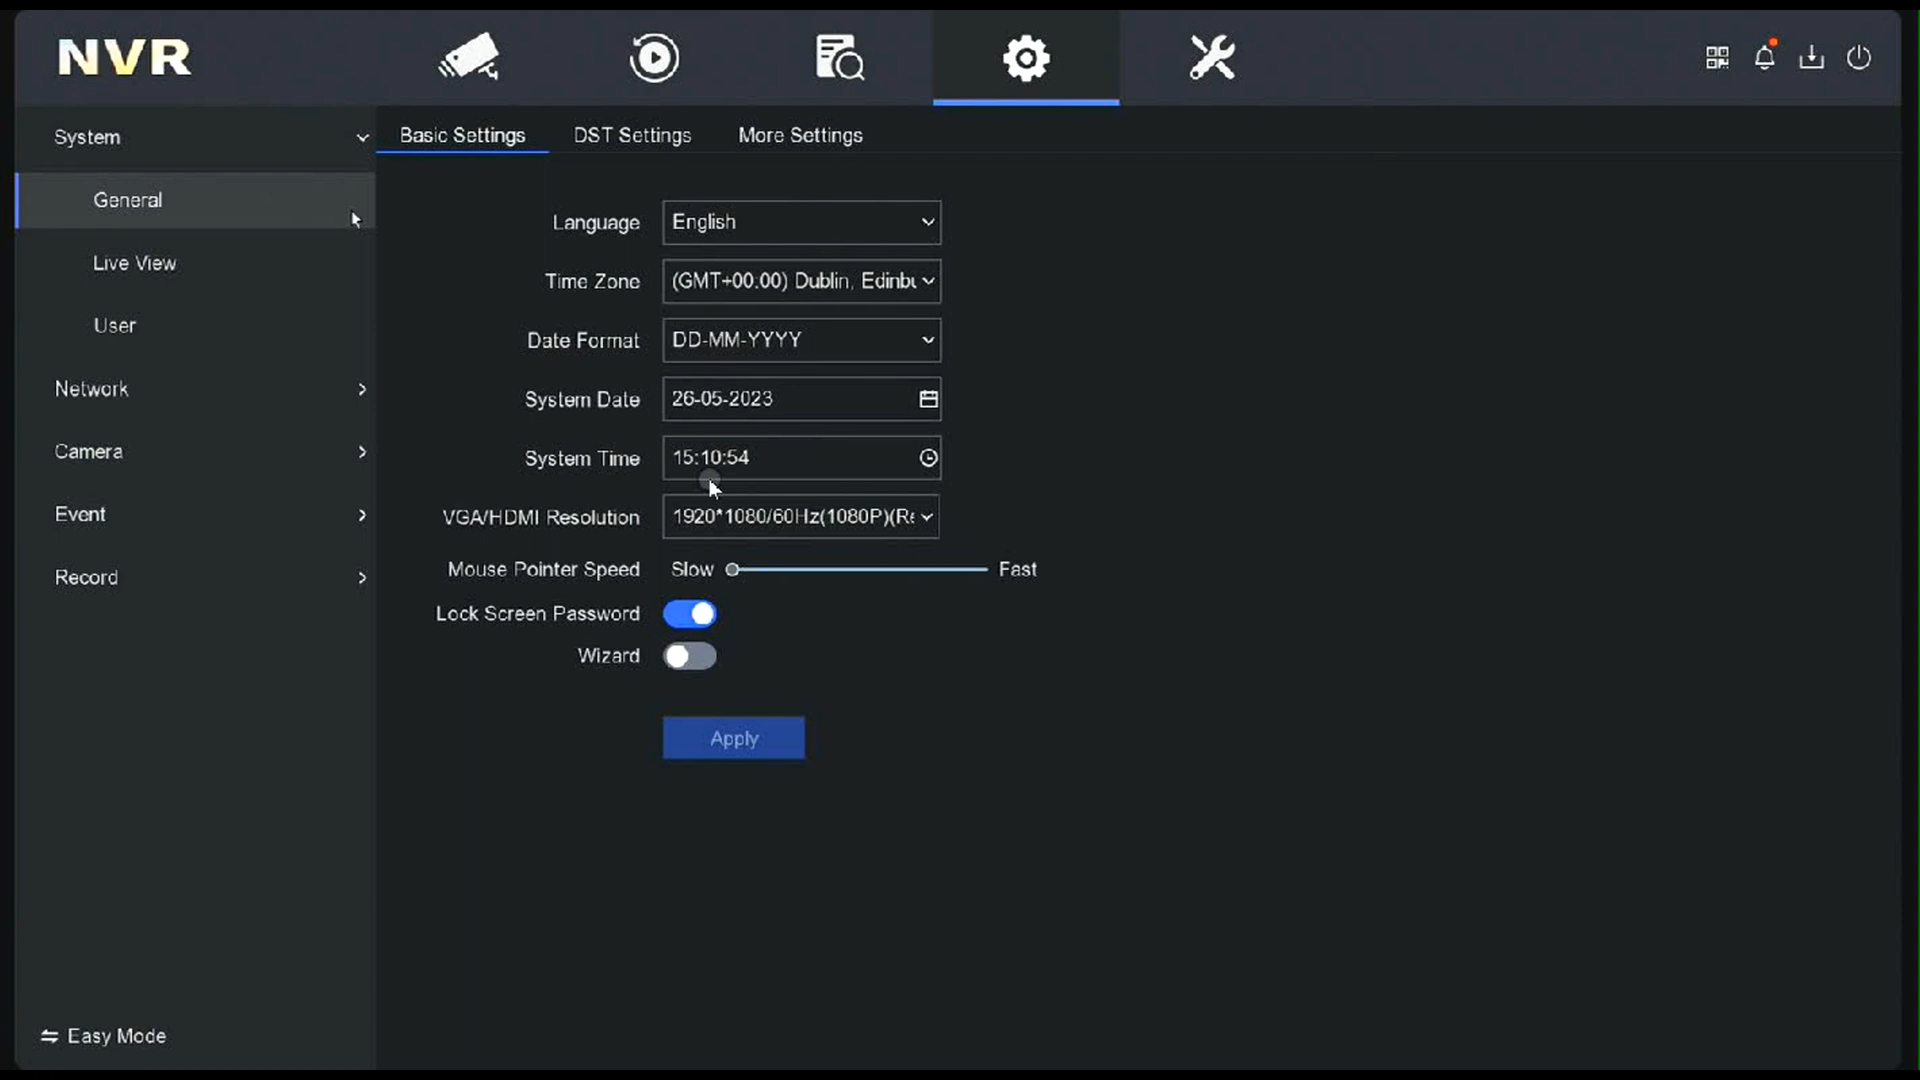 NVR
System
General
Live View
User
Network
Camera
Event
Record
Easy Mode
Basic Settings DST Settings More Settings
Language English
Time Zone (GMT+00:00) Dublin,
Date Format DD-MM-YYYY
System Date 26-05-2023
System Time 15:10:54
VGA/HDMI Resolution 1920*1080/60Hz(1080P)
Mouse Pointer Speed Slow Fast
Lock Screen Password
Wizard
Apply